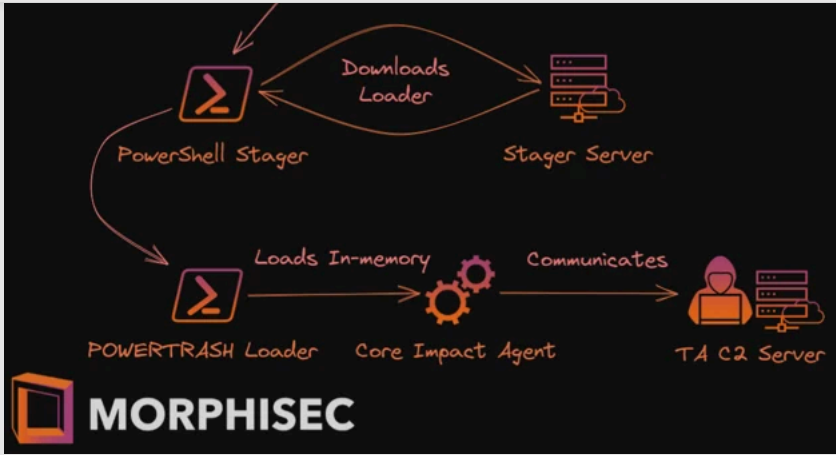 Downloads
Loader
PowerShell Stager
Stager Server
Loads In-memory
Communicates
POWERTRASH Loader
Core Impact Agent
TA C2 Server
MORPHISEC